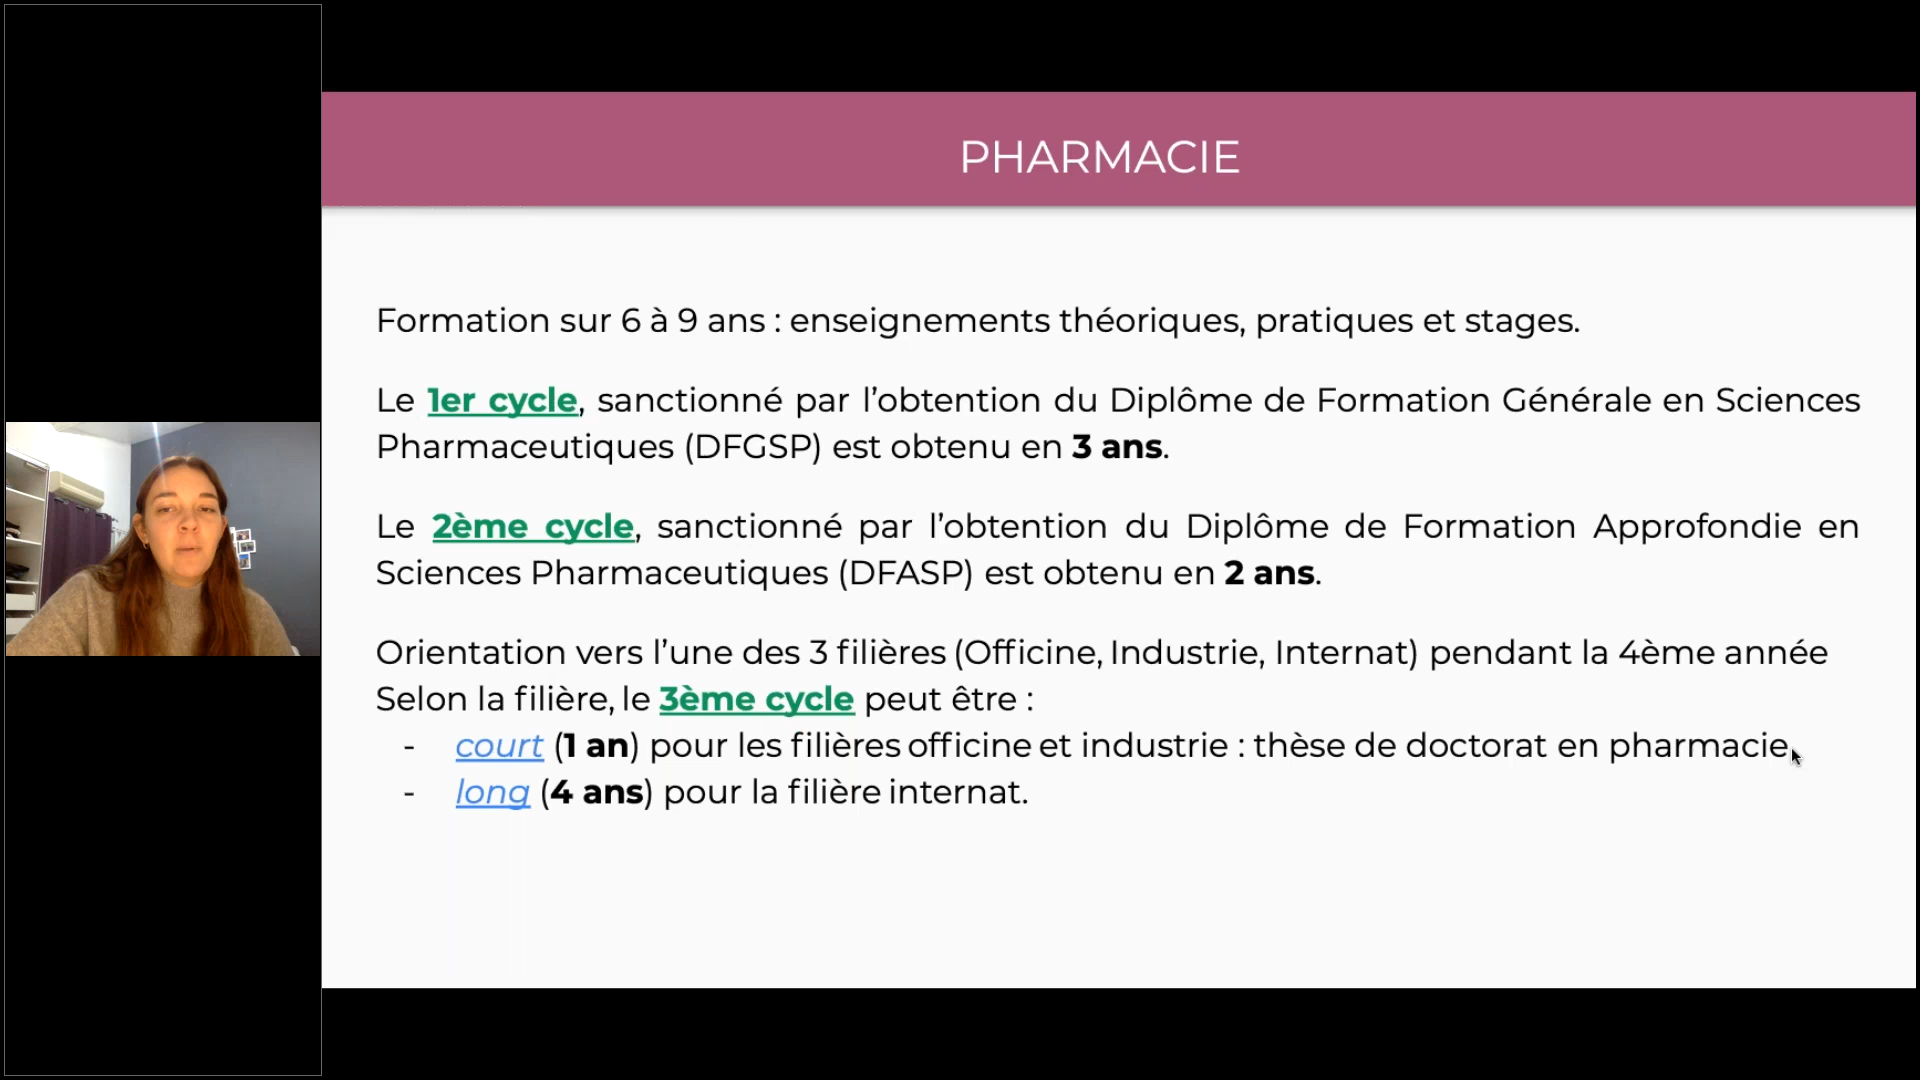 PHARMACIE
Formation sur 6 à 9 ans : enseignements théoriques, pratiques et stages.
Le 1er cycle, sanctionné par l’obtention du Diplôme de Formation Générale en Sciences
Pharmaceutiques (DFGSP) est obtenu en 3 ans.
Le 2ème cycle, sanctionné par l’obtention du Diplôme de Formation Approfondie en
Sciences Pharmaceutiques (DFASP) est obtenu en 2 ans.
Orientation vers l’une des 3 filières (Officine, Industrie, Internat) pendant la 4ème année
Selon la filière, le 3ème cycle peut être :
- court (1 an) pour les filières officine et industrie : thèse de doctorat en pharmacie
- long (4 ans) pour la filière internat.